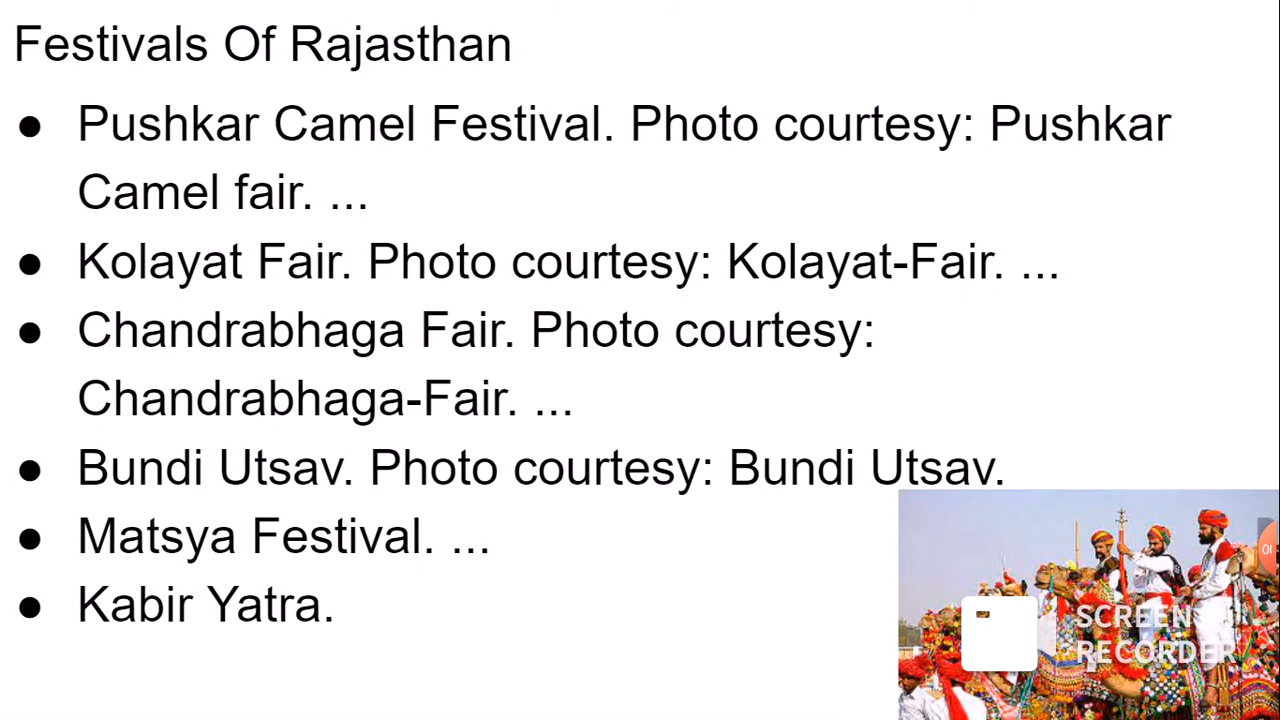 Festivals Of Rajasthan
● Pushkar Camel Festival. Photo courtesy: Pushkar
Camel fair. ...
● Kolayat Fair. Photo courtesy: Kolayat-Fair. ...
● Chandrabhaga Fair. Photo courtesy:
Chandrabhaga-Fair. ...
● Bundi Utsav. Photo courtesy: Bundi Utsav.
● Matsya Festival. ...
● Kabir Yatra.
SCREEN
RECORDER